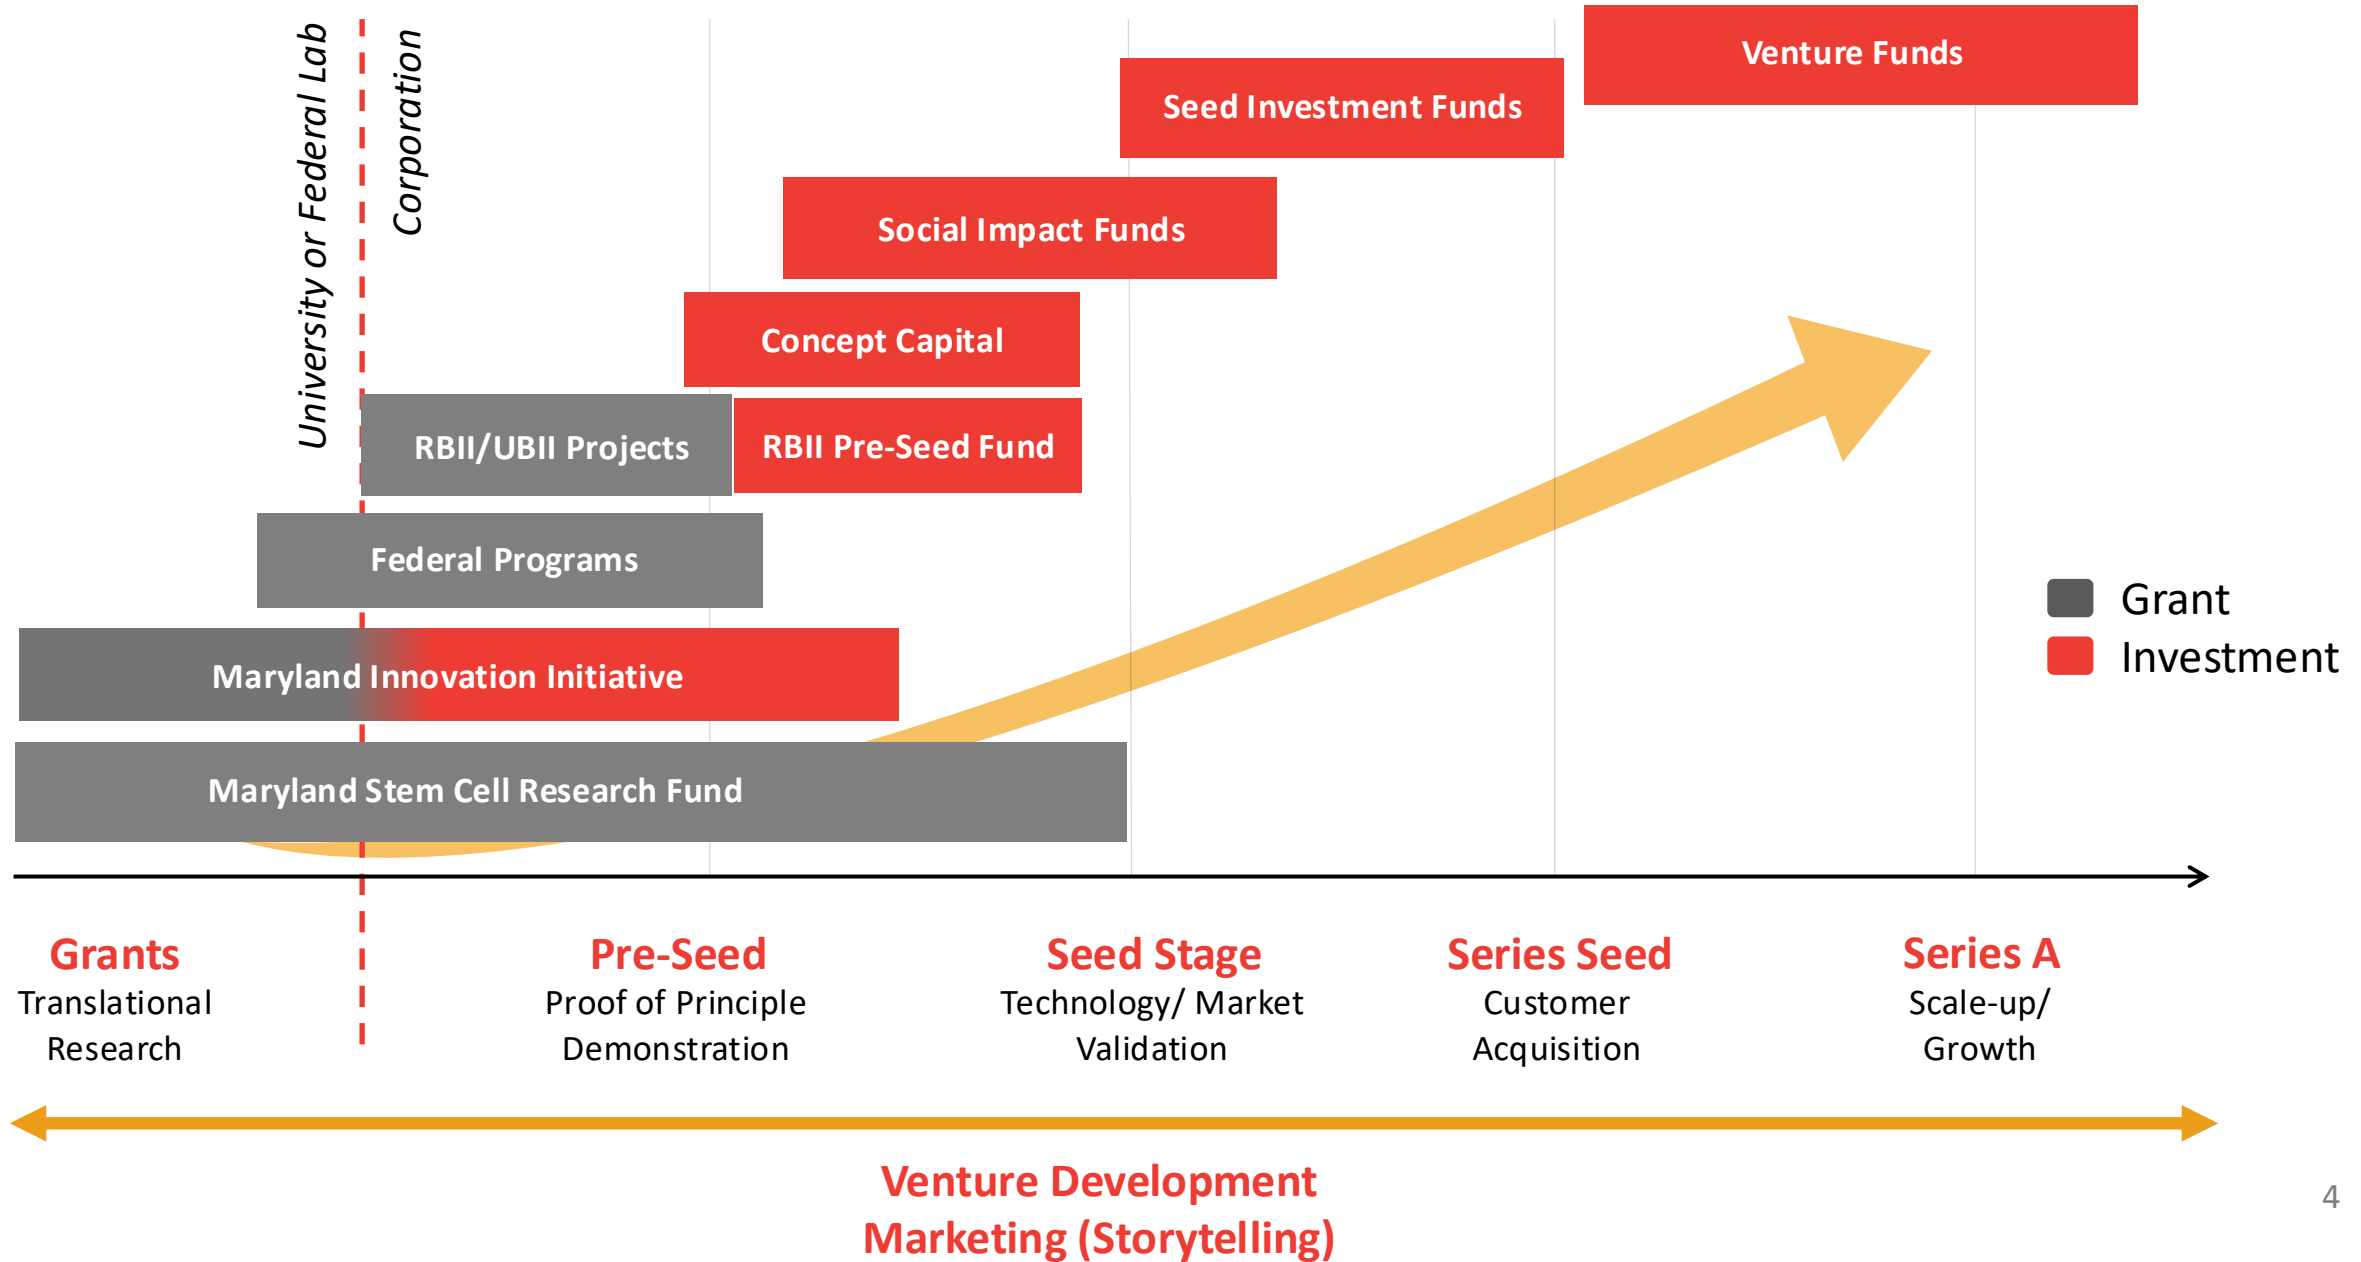 University or Federal Lab
Corporation
Venture Funds
Seed Investment Funds
Social Impact Funds
Concept Capital
RBII/UBII Projects
RBII Pre-Seed Fund
Federal Programs
Maryland Innovation Initiative
Maryland Stem Cell Research Fund
Grant
Investment
Grants
Translational
Research
Pre-Seed
Proof of Principle
Demonstration
Seed Stage
Technology/ Market
Validation
Series Seed
Customer
Acquisition
Series A
Scale-up/
Growth
Venture Development
Marketing (Storytelling)
4